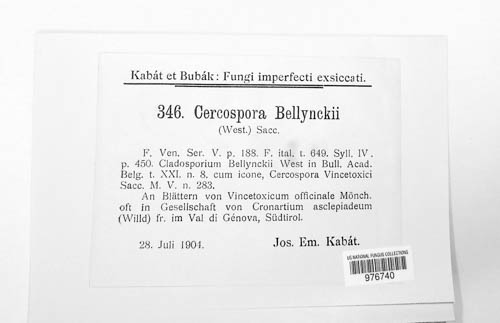 Kabát et Bubák: Fungi imperfecti exsiccati.
346. Cercospora Bellynckii
(West.) Sacc.
F. Ven. Ser. V. p. 188. F. ital. t. 649. Syll. IV.
p. 450. Cladosporium Bellynckii West in Bull. Acad.
Belg. t. XXI. n. 8. cum icone, Cercospora Vincetoxici
Sacc. M. V. n. 283.
An Blättern von Vincetoxicum officinale Mönch.
oft in Gesellschaft von Cronartium asclepiadeum
(Willd) fr. im Val di Génova, Südtirol.
28. Juli 1904. Jos. Em. Kabát.
US NATIONAL FUNGUS COLLECTIONS
976740